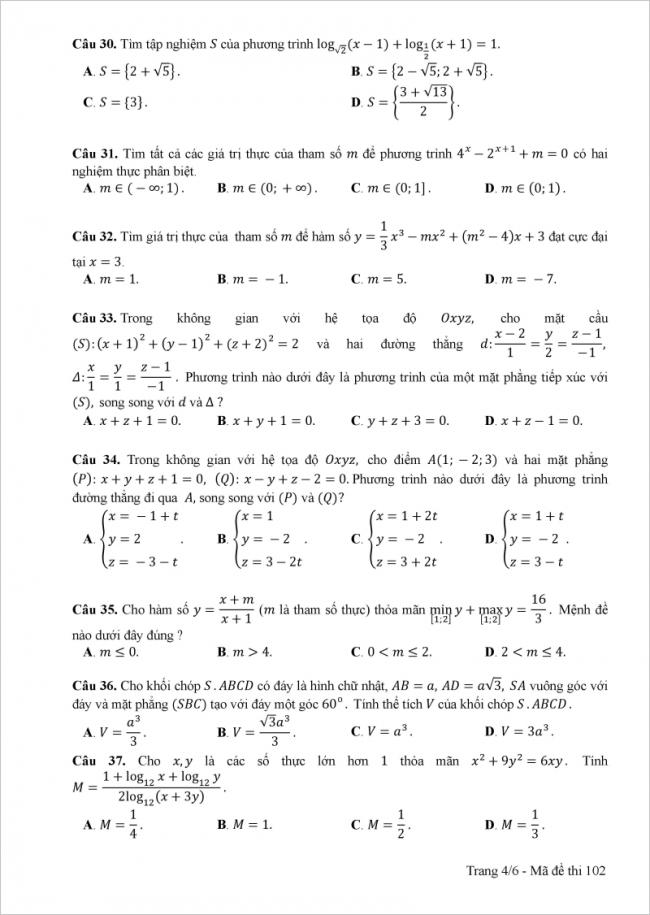 Câu 30. Tìm tập nghiệm S của phương trình log_{√2}(x − 1) + log_{1/2}(x + 1) = 1.
A. S = {2 + √5}. B. S = {2 − √5; 2 + √5}.
C. S = {3}. D. S = {(3 + √13)/2}.
Câu 31. Tìm tất cả các giá trị thực của tham số m để phương trình 4^x − 2^{x+1} + m = 0 có hai
nghiệm thực phân biệt.
A. m ∈ (− ∞; 1). B. m ∈ (0; + ∞). C. m ∈ (0; 1]. D. m ∈ (0; 1).
Câu 32. Tìm giá trị thực của tham số m để hàm số y = 1/3 x³ − mx² + (m² − 4)x + 3 đạt cực đại
tại x = 3.
A. m = 1. B. m = − 1. C. m = 5. D. m = − 7.
Câu 33. Trong không gian với hệ tọa độ Oxyz, cho mặt cầu
(S): (x + 1)² + (y − 1)² + (z + 2)² = 2 và hai đường thẳng d: (x − 2)/1 = y/2 = (z − 1)/−1,
Δ: x/1 = y/1 = (z − 1)/−1. Phương trình nào dưới đây là phương trình của một mặt phẳng tiếp xúc với
(S), song song với d và Δ ?
A. x + z + 1 = 0. B. x + y + 1 = 0. C. y + z + 3 = 0. D. x + z − 1 = 0.
Câu 34. Trong không gian với hệ tọa độ Oxyz, cho điểm A(1; − 2; 3) và hai mặt phẳng
(P): x + y + z + 1 = 0, (Q): x − y + z − 2 = 0. Phương trình nào dưới đây là phương trình
đường thẳng đi qua A, song song với (P) và (Q)?
A. {x = − 1 + t B. {x = 1 C. {x = 1 + 2t D. {x = 1 + t
y = 2 . y = − 2 . y = − 2 . y = − 2 .
z = − 3 − t z = 3 − 2t z = 3 + 2t z = 3 − t
Câu 35. Cho hàm số y = (x + m)/(x + 1) (m là tham số thực) thỏa mãn min_{[1;2]} y + max_{[1;2]} y = 16/3. Mệnh đề
nào dưới đây đúng ?
A. m ≤ 0. B. m > 4. C. 0 < m ≤ 2. D. 2 < m ≤ 4.
Câu 36. Cho khối chóp S.ABCD có đáy là hình chữ nhật, AB = a, AD = a√3, SA vuông góc với
đáy và mặt phẳng (SBC) tạo với đáy một góc 60°. Tính thể tích V của khối chóp S.ABCD.
A. V = a³/3. B. V = √3a³/3. C. V = a³. D. V = 3a³.
Câu 37. Cho x, y là các số thực lớn hơn 1 thỏa mãn x² + 9y² = 6xy. Tính
M = (1 + log₁₂ x + log₁₂ y)/(2log₁₂(x + 3y)).
A. M = 1/4. B. M = 1. C. M = 1/2. D. M = 1/3.
Trang 4/6 - Mã đề thi 102